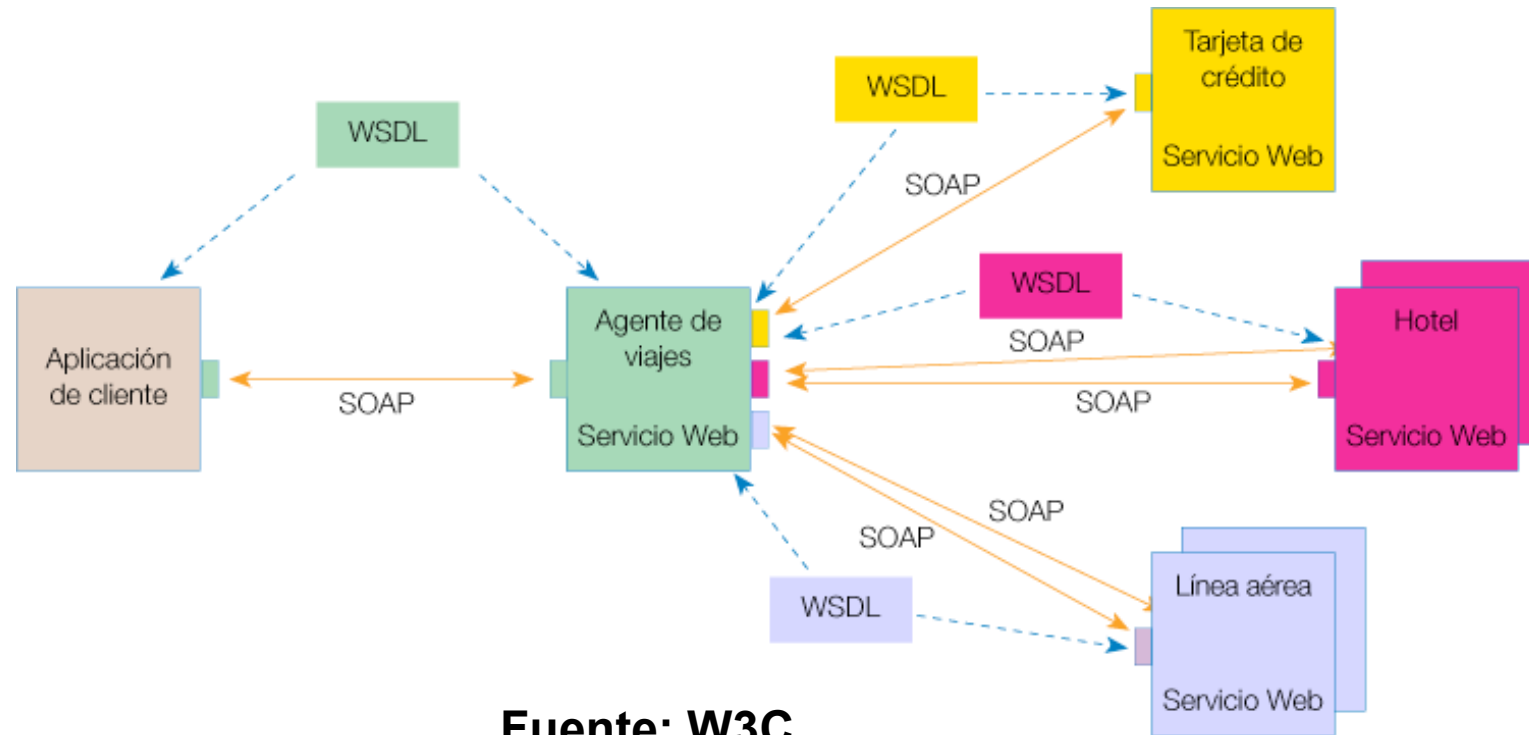 Tarjeta de
crédito
Servicio Web
WSDL
WSDL
SOAP
WSDL
SOAP
SOAP
Hotel
Servicio Web
Agente de
viajes
Servicio Web
Aplicación
de cliente
SOAP
SOAP
SOAP
WSDL
Línea aérea
Servicio Web
Fuente: W3C